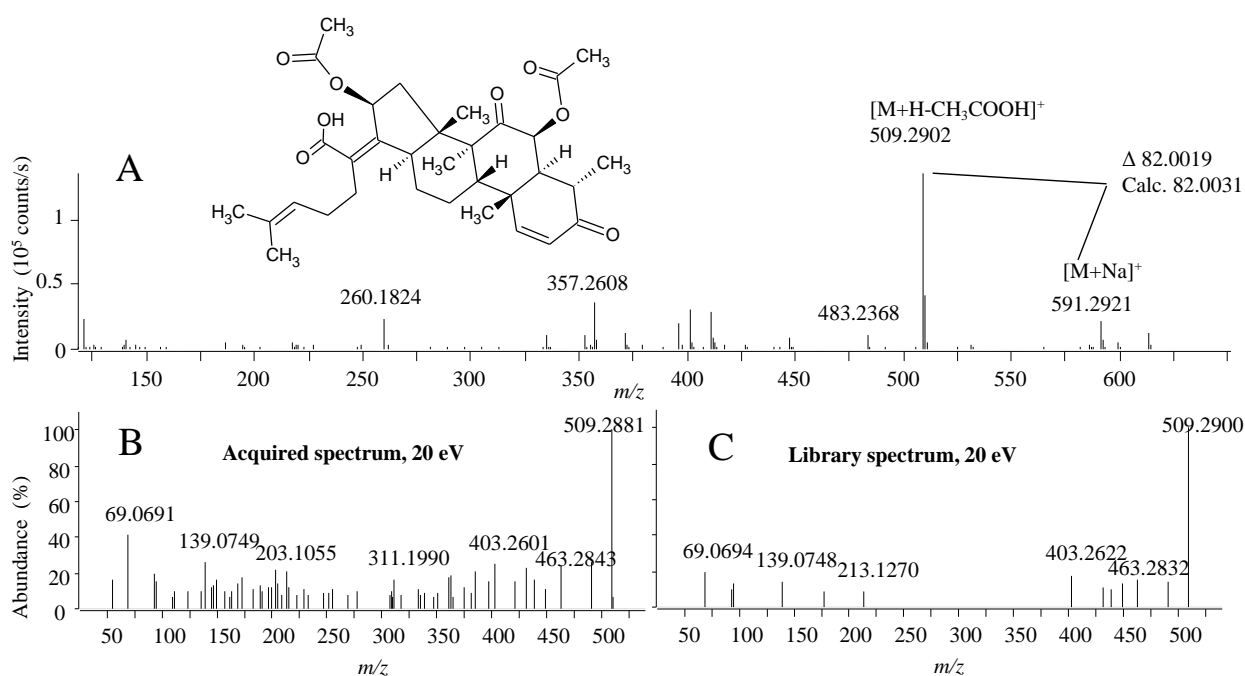 A
CH₃
O
O
O
CH₃
O
O
OH
O
CH₃
H₃C
H
H
H
CH₃
H₃C
O
H₃C
CH₃
[M+H-CH₃COOH]⁺
509.2902
Δ 82.0019
Calc. 82.0031
[M+Na]⁺
591.2921
260.1824
357.2608
483.2368
Intensity (10⁵ counts/s)
1
0.5
0
150 200 250 300 350 400 450 500 550 600
m/z
B
Acquired spectrum, 20 eV
509.2881
69.0691
139.0749
203.1055
311.1990
403.2601
463.2843
Abundance (%)
100
80
60
40
20
0
50 100 150 200 250 300 350 400 450 500
m/z
C
Library spectrum, 20 eV
509.2900
69.0694
139.0748
213.1270
403.2622
463.2832
50 100 150 200 250 300 350 400 450 500
m/z